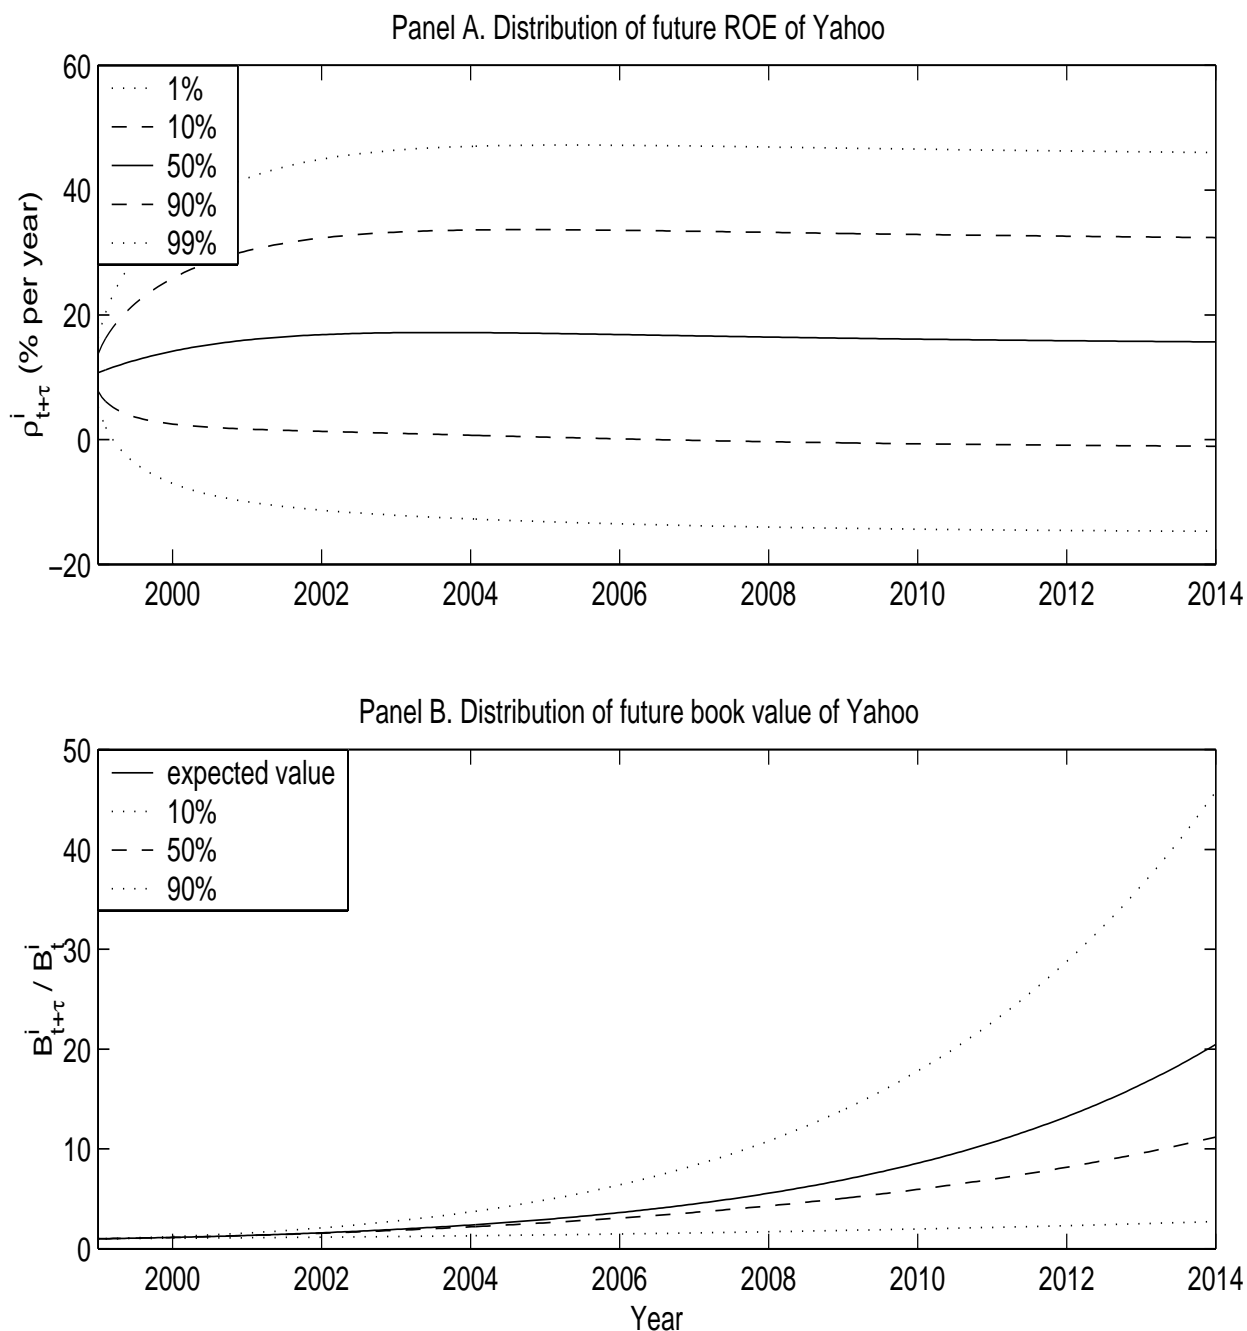 Panel A. Distribution of future ROE of Yahoo
60
40
20
0
−20
1%
10%
50%
90%
99%
ρ^i_{t+τ} (% per year)
2000 2002 2004 2006 2008 2010 2012 2014
Panel B. Distribution of future book value of Yahoo
50
40
30
20
10
0
expected value
10%
50%
90%
B^i_{t+τ} / B^i_t
2000 2002 2004 2006 2008 2010 2012 2014
Year